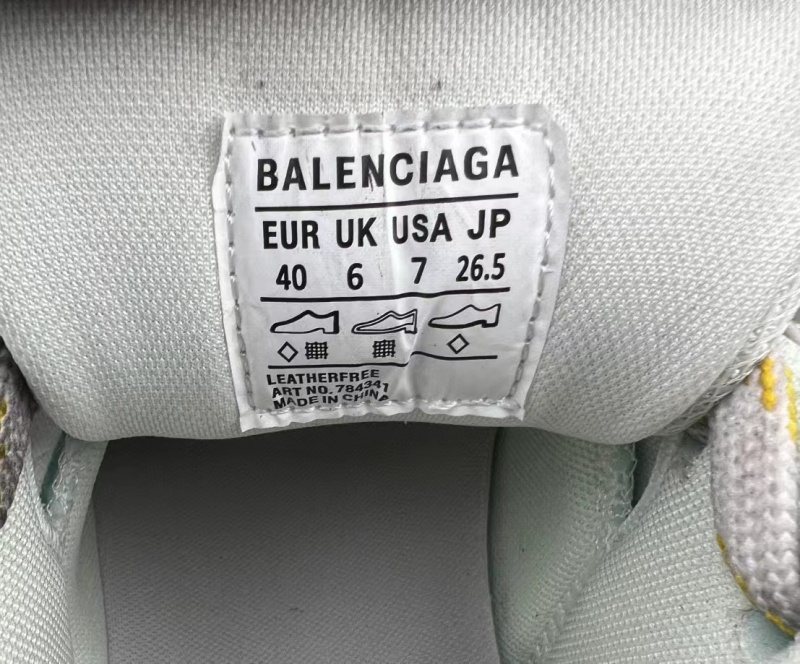 BALENCIAGA
EUR UK USA JP
40 6 7 26.5
LEATHERFREE
ART NO. 784341
MADE IN CHINA